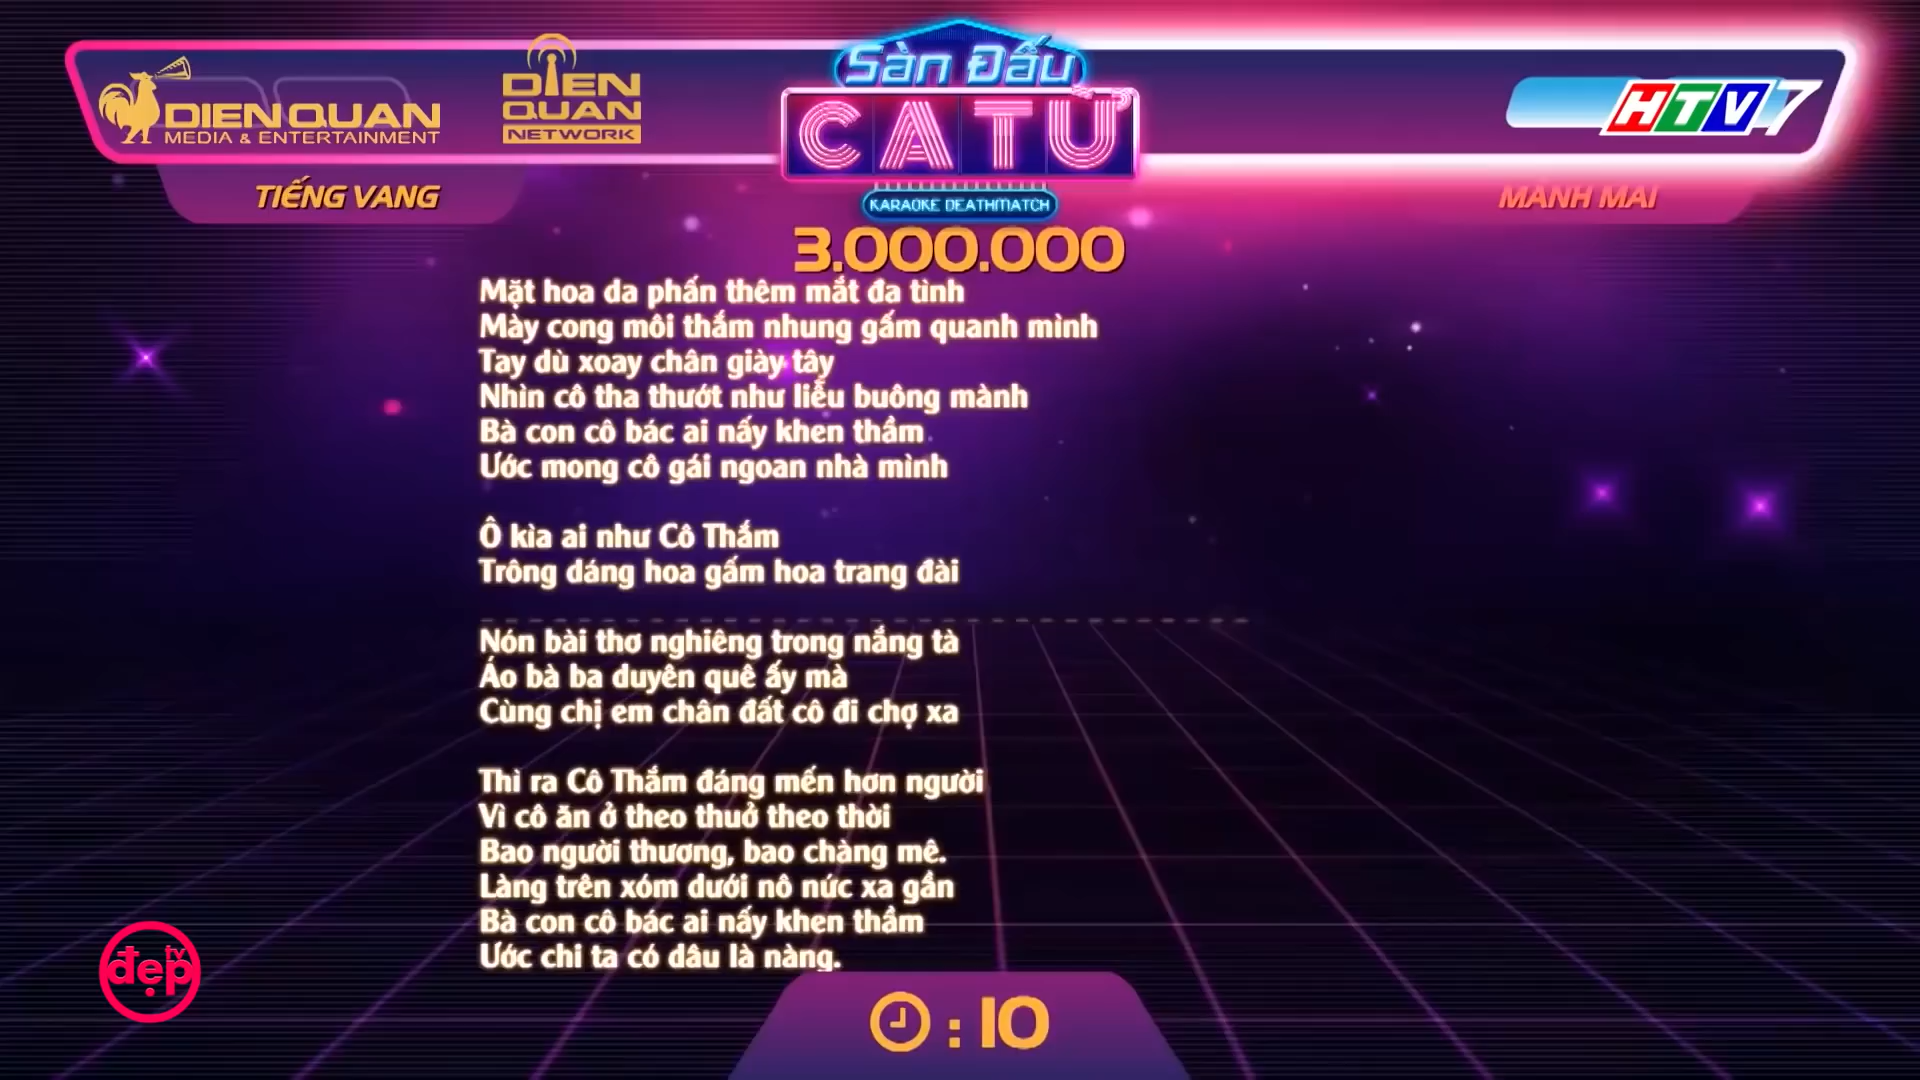 DIEN QUAN
MEDIA & ENTERTAINMENT
DIEN
QUAN
NETWORK
Sàn Đấu
CA TỪ
KARAOKE DEATHMATCH
HTV7
TIẾNG VANG
MANH MAI
3.000.000
Mặt hoa da phấn thêm mắt đa tình
Mày cong môi thắm nhung gấm quanh mình
Tay dù xoay chân giày tây
Nhìn cô tha thướt như liễu buông mành
Bà con cô bác ai nấy khen thầm
Ước mong cô gái ngoan nhà mình
Ô kìa ai như Cô Thắm
Trông dáng hoa gấm hoa trang đài
Nón bài thơ nghiêng trong nắng tà
Áo bà ba duyên quê ấy mà
Cùng chị em chân đất cô đi chợ xa
Thì ra Cô Thắm đáng mến hơn người
Vì cô ăn ở theo thuở theo thời
Bao người thương, bao chàng mê.
Làng trên xóm dưới nô nức xa gần
Bà con cô bác ai nấy khen thầm
Ước chi ta có dâu là nàng.
đẹp tv
: 10